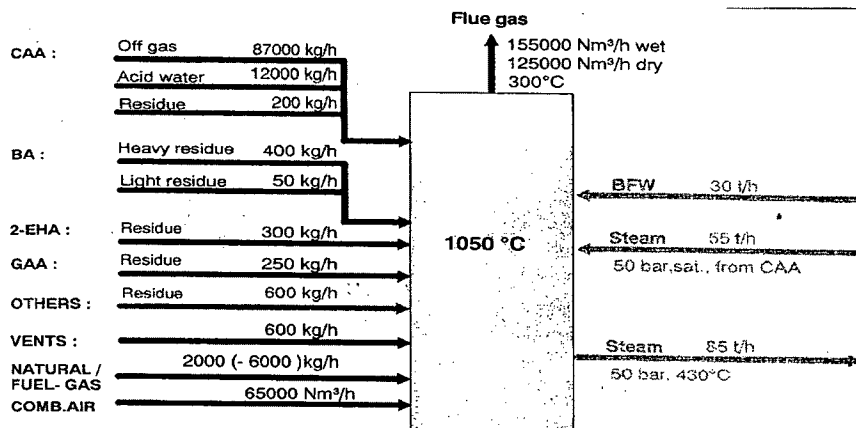 Flue gas
155000 Nm³/h wet
125000 Nm³/h dry
300°C
CAA : Off gas 87000 kg/h
Acid water 12000 kg/h
Residue 200 kg/h
BA : Heavy residue 400 kg/h
Light residue 50 kg/h
2-EHA : Residue 300 kg/h
GAA : Residue 250 kg/h
OTHERS : Residue 600 kg/h
VENTS : 600 kg/h
NATURAL / FUEL- GAS 2000 (- 6000 )kg/h
COMB.AIR 65000 Nm³/h
1050 °C
BFW 30 t/h
Steam 55 t/h
50 bar,sat., from CAA
Steam 85 t/h
50 bar, 430°C